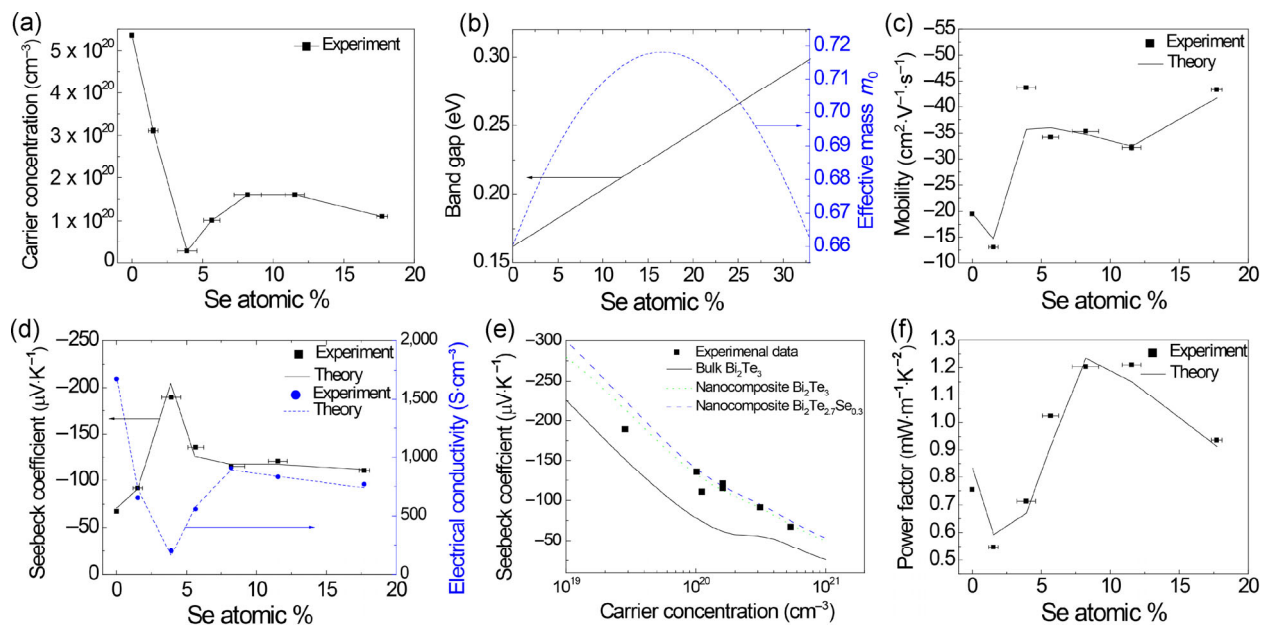 (a)
Carrier concentration (cm⁻³)
5 x 10²⁰
4 x 10²⁰
3 x 10²⁰
2 x 10²⁰
1 x 10²⁰
0
Experiment
0 5 10 15 20
Se atomic %
(b)
Band gap (eV)
0.30
0.25
0.20
0.15
0.72
0.71
0.70
0.69
0.68
0.67
0.66
Effective mass m₀
0 5 10 15 20 25 30
Se atomic %
(c)
Mobility (cm²·V⁻¹·s⁻¹)
−45
−40
−35
−30
−25
−20
−15
−10
Experiment
Theory
0 5 10 15 20
Se atomic %
(d)
Seebeck coefficient (µV·K⁻¹)
−250
−200
−150
−100
−50
0
Experiment
Theory
Experiment
Theory
2,000
1,500
1,000
500
0
Electrical conductivity (S·cm⁻³)
0 5 10 15 20
Se atomic %
(e)
Seebeck coeffcient (µV·K⁻¹)
−300
−250
−200
−150
−100
−50
Experimenal data
Bulk Bi₂Te₃
Nanocomposite Bi₂Te₃
Nanocomposite Bi₂Te₂.₇Se₀.₃
10¹⁹ 10²⁰ 10²¹
Carrier concentration (cm⁻³)
(f)
Power factor (mW·m⁻¹·K⁻²)
1.3
1.2
1.1
1.0
0.9
0.8
0.7
0.6
0.5
Experiment
Theory
0 5 10 15 20
Se atomic %